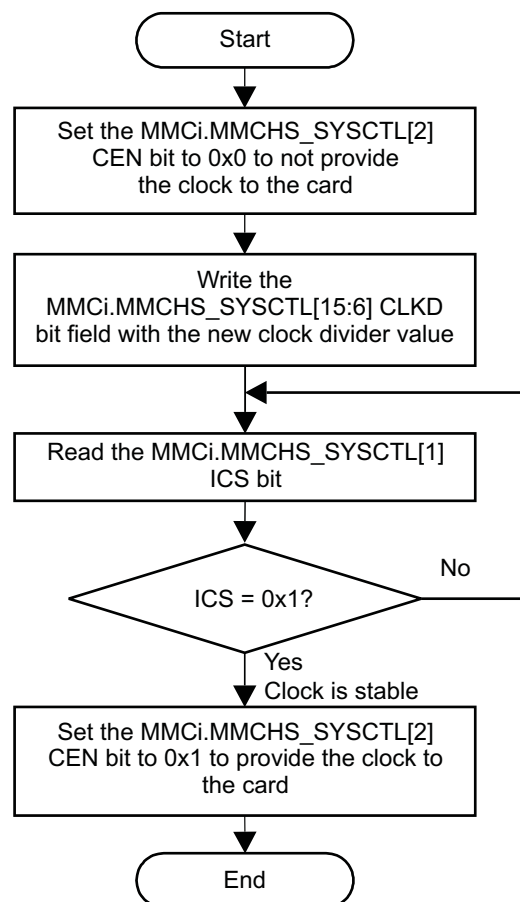 Start
Set the MMCi.MMCHS_SYSCTL[2]
CEN bit to 0x0 to not provide
the clock to the card
Write the
MMCi.MMCHS_SYSCTL[15:6] CLKD
bit field with the new clock divider value
Read the MMCi.MMCHS_SYSCTL[1]
ICS bit
ICS = 0x1?
No
Yes
Clock is stable
Set the MMCi.MMCHS_SYSCTL[2]
CEN bit to 0x1 to provide the clock to
the card
End